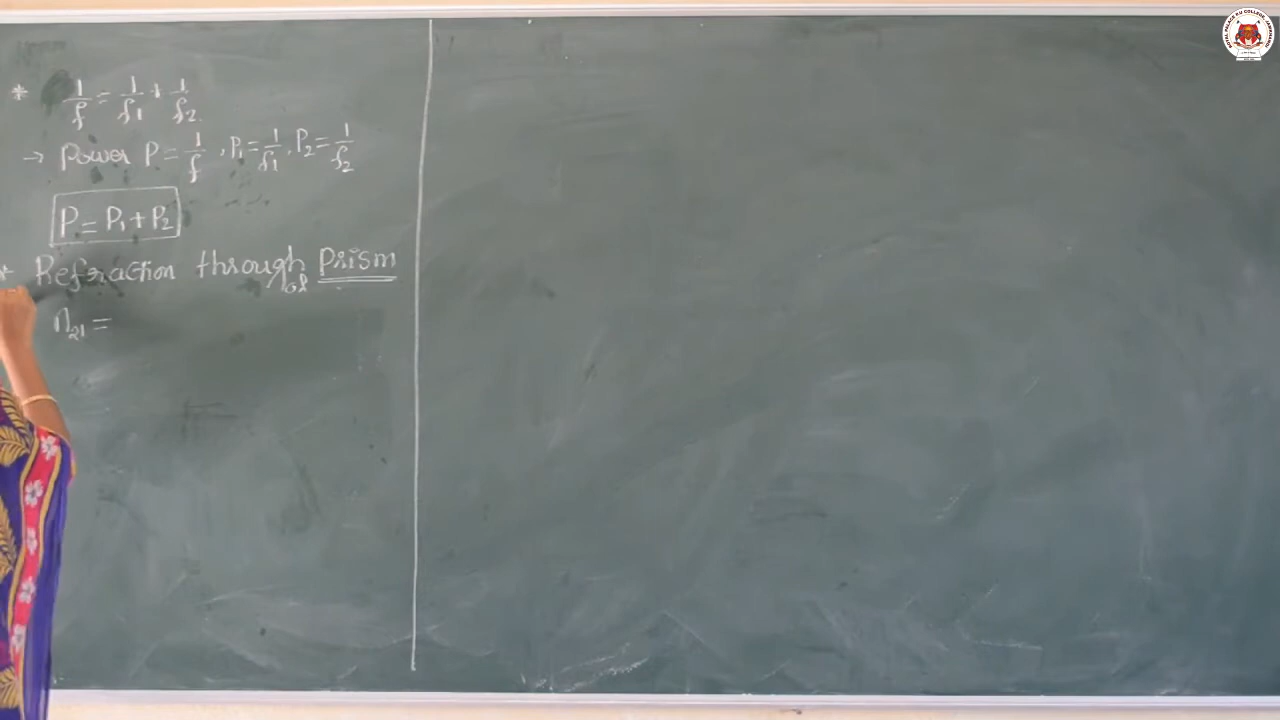 * 1/f = 1/f1 + 1/f2
→ Power P = 1/f , P1 = 1/f1 , P2 = 1/f2
P = P1 + P2
* Refraction through Prism
n21 =